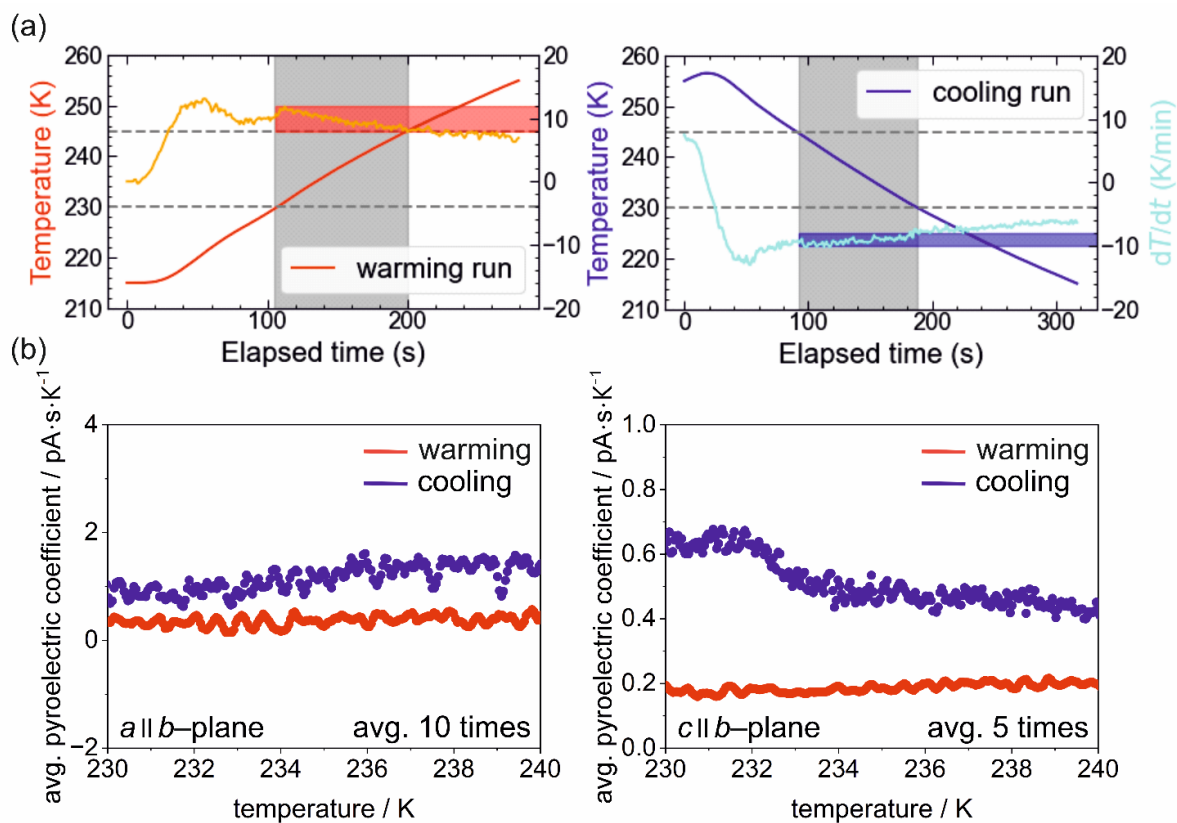 (a)
260
250
240
230
220
210
Temperature (K)
20
10
0
−10
−20
warming run
0
100
200
Elapsed time (s)
260
250
240
230
220
210
Temperature (K)
20
10
0
−10
−20
dT/dt (K/min)
cooling run
0
100
200
300
Elapsed time (s)
(b)
avg. pyroelectric coefficient / pA·s·K⁻¹
4
2
0
−2
warming
cooling
a॥b–plane
avg. 10 times
230
232
234
236
238
240
temperature / K
avg. pyroelectric coefficient / pA·s·K⁻¹
1.0
0.8
0.6
0.4
0.2
0.0
warming
cooling
c॥b–plane
avg. 5 times
230
232
234
236
238
240
temperature / K